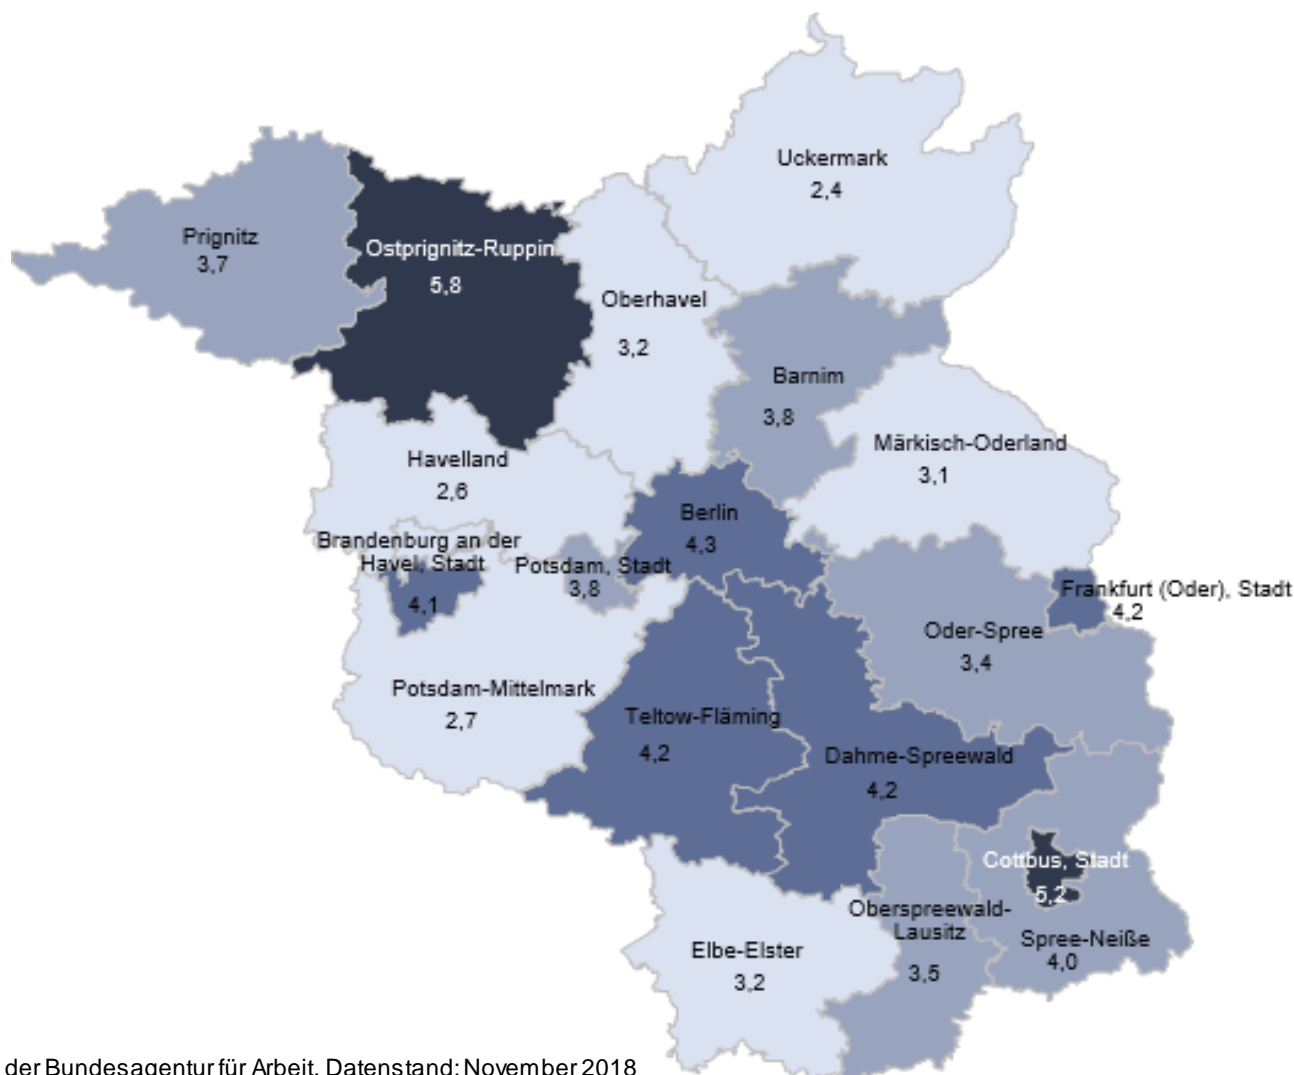 Uckermark
2,4
Prignitz
3,7
Ostprignitz-Ruppin
5,8
Oberhavel
3,2
Barnim
3,8
Märkisch-Oderland
3,1
Havelland
2,6
Berlin
4,3
Brandenburg an der
Havel, Stadt
4,1
Potsdam, Stadt
3,8
Frankfurt (Oder), Stadt
4,2
Oder-Spree
3,4
Potsdam-Mittelmark
2,7
Teltow-Fläming
4,2
Dahme-Spreewald
4,2
Cottbus, Stadt
5,2
Oberspreewald-
Lausitz
3,5
Spree-Neiße
4,0
Elbe-Elster
3,2
der Bundesagentur für Arbeit. Datenstand: November 2018